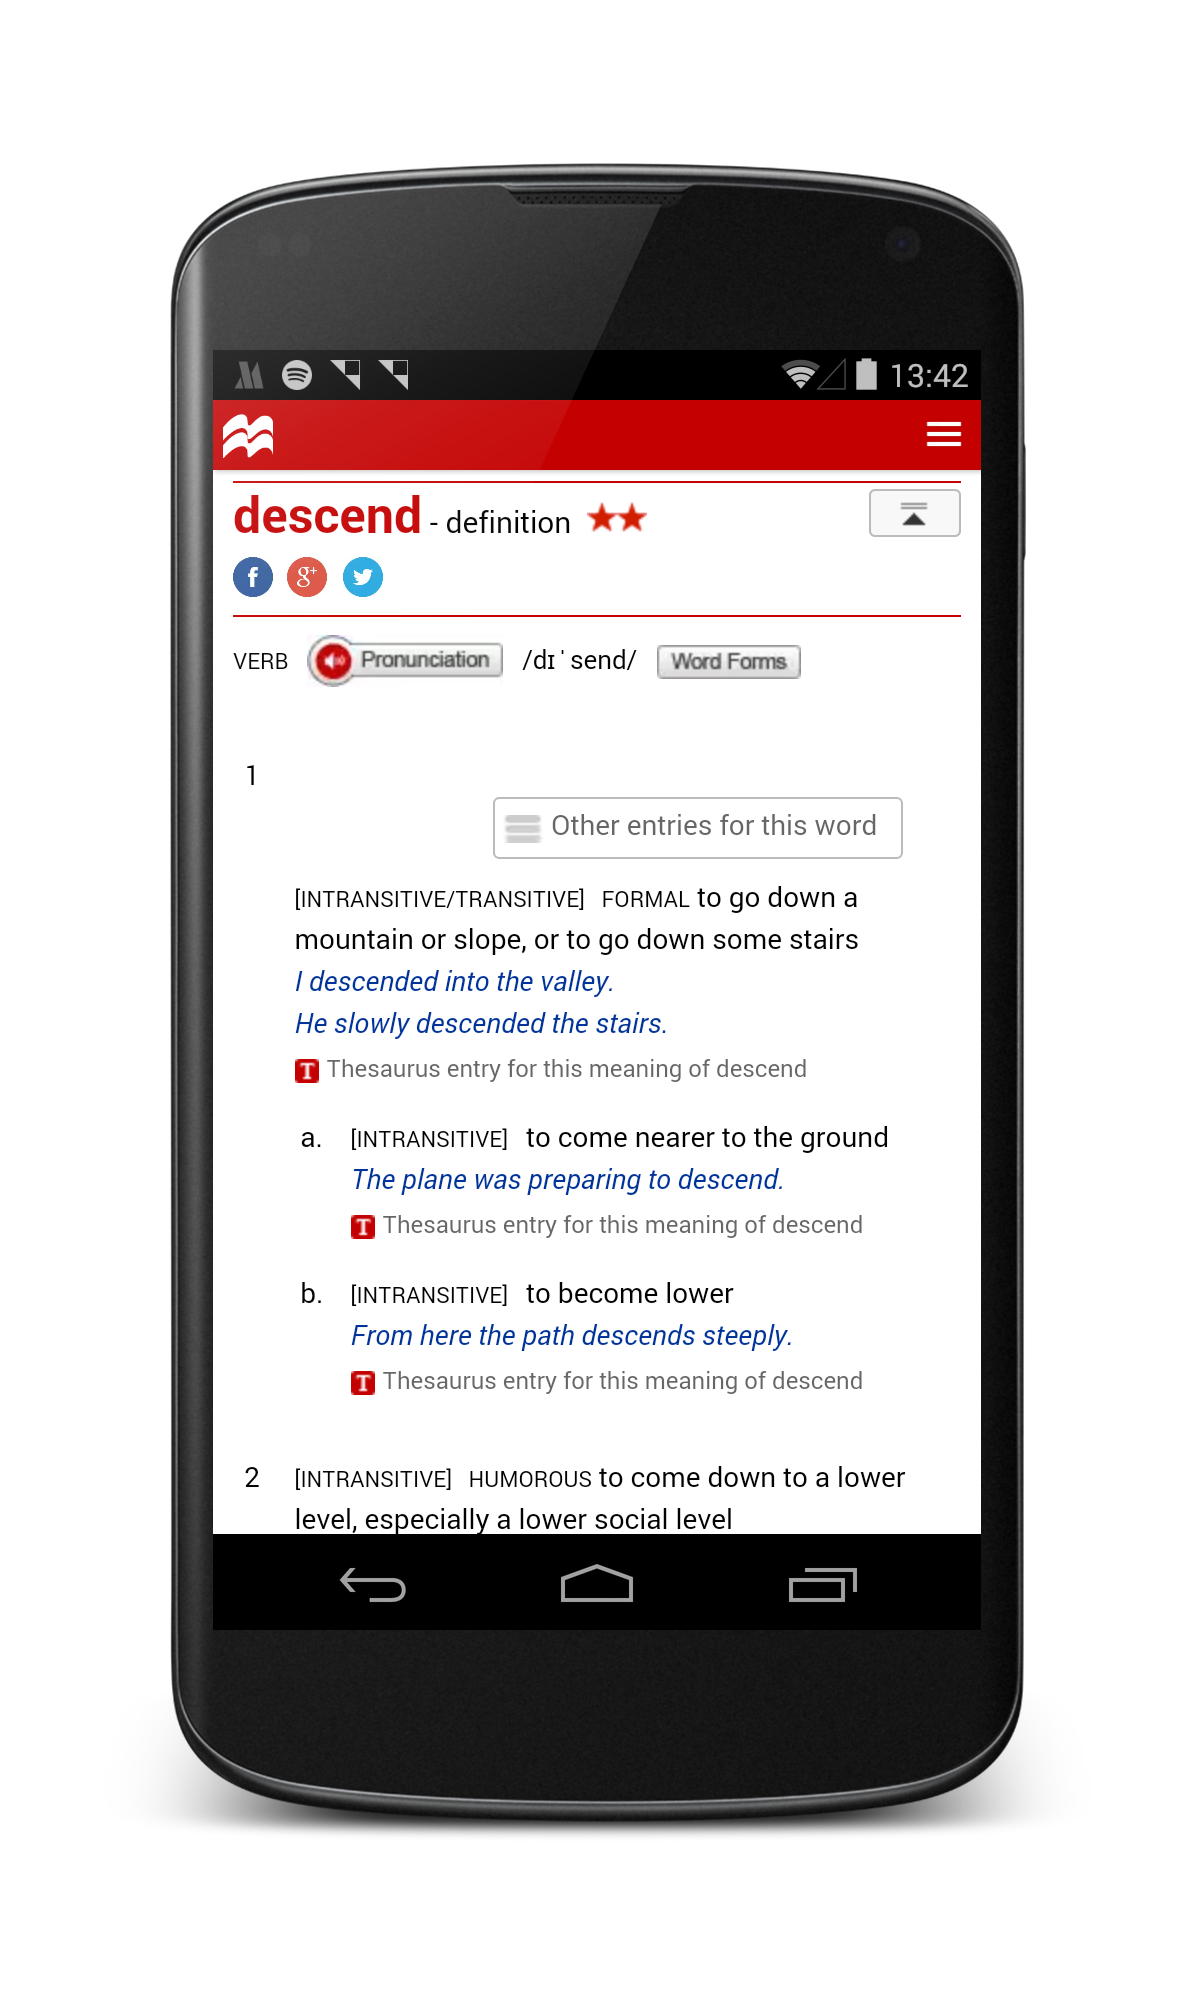 13:42
descend - definition
f g+
VERB Pronunciation /dɪˈsend/ Word Forms
1
Other entries for this word
[INTRANSITIVE/TRANSITIVE] FORMAL to go down a
mountain or slope, or to go down some stairs
I descended into the valley.
He slowly descended the stairs.
T Thesaurus entry for this meaning of descend
a. [INTRANSITIVE] to come nearer to the ground
The plane was preparing to descend.
T Thesaurus entry for this meaning of descend
b. [INTRANSITIVE] to become lower
From here the path descends steeply.
T Thesaurus entry for this meaning of descend
2 [INTRANSITIVE] HUMOROUS to come down to a lower
level, especially a lower social level